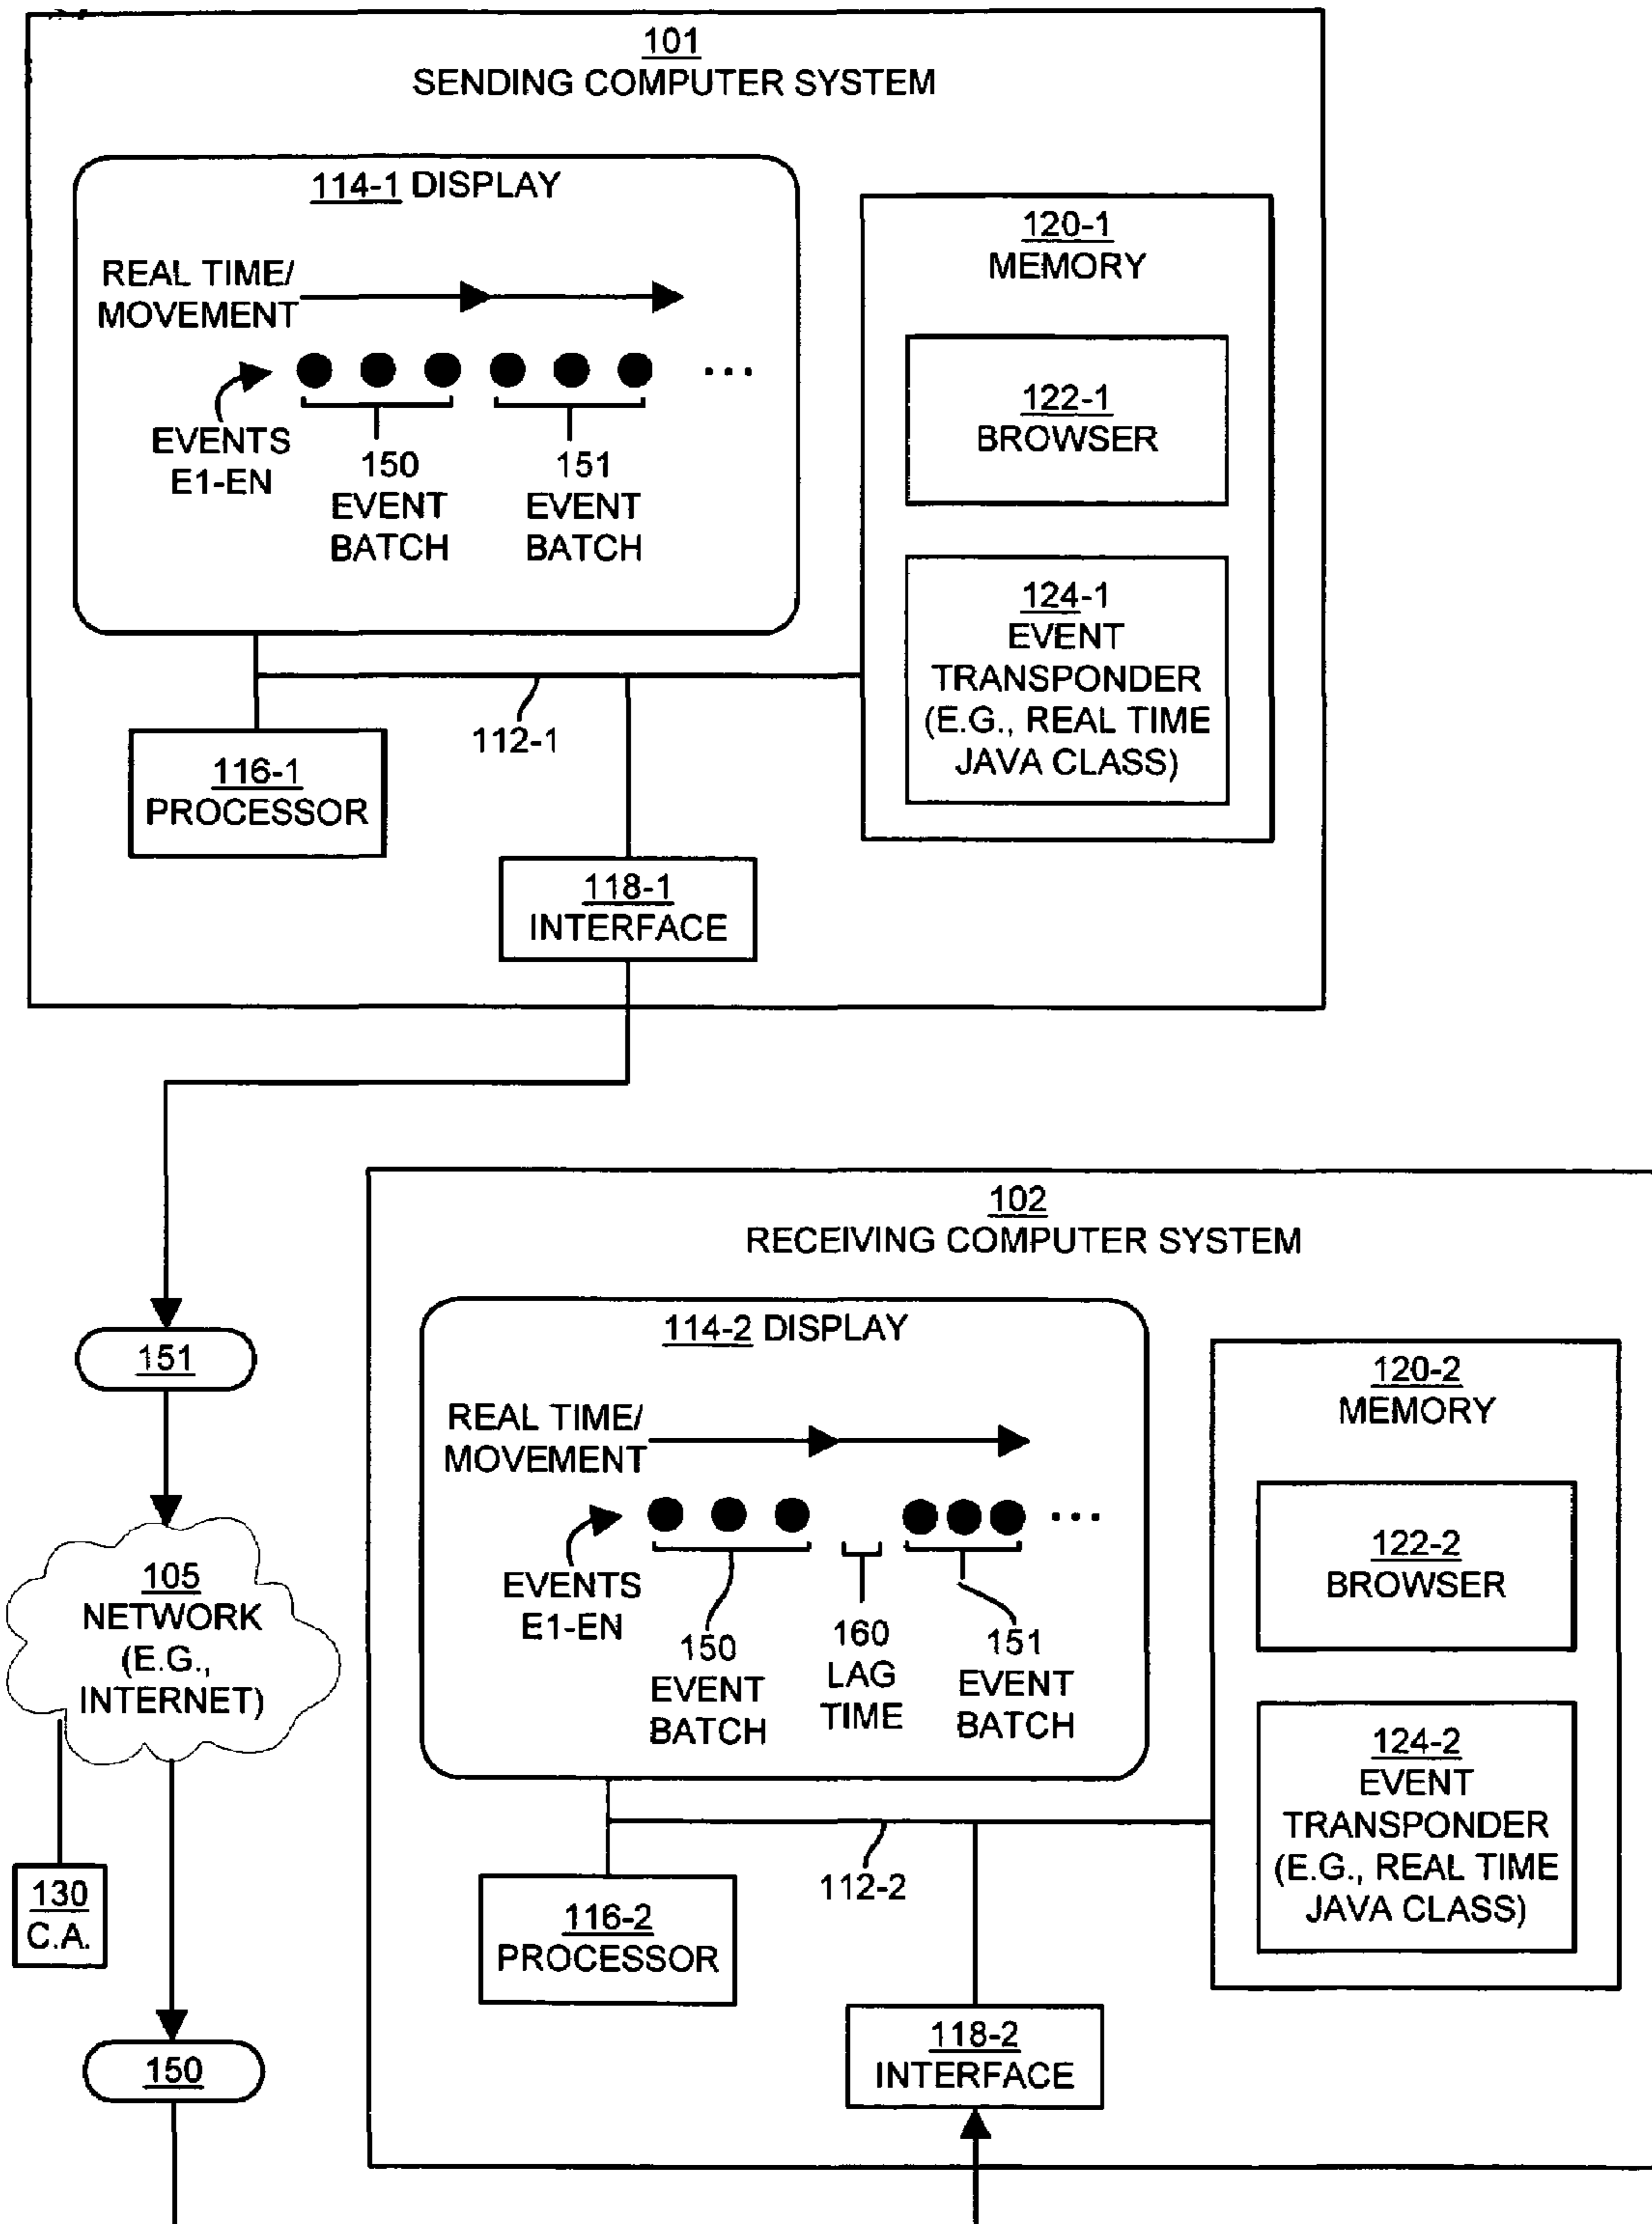 101
SENDING COMPUTER SYSTEM
114-1 DISPLAY
REAL TIME/
MOVEMENT
...
EVENTS
E1-EN
150
EVENT
BATCH
151
EVENT
BATCH
120-1
MEMORY
122-1
BROWSER
124-1
EVENT
TRANSPONDER
(E.G., REAL TIME
JAVA CLASS)
112-1
116-1
PROCESSOR
118-1
INTERFACE
151
105
NETWORK
(E.G.,
INTERNET)
130
C.A.
150
102
RECEIVING COMPUTER SYSTEM
114-2 DISPLAY
REAL TIME/
MOVEMENT
...
EVENTS
E1-EN
150
EVENT
BATCH
160
LAG
TIME
151
EVENT
BATCH
120-2
MEMORY
122-2
BROWSER
124-2
EVENT
TRANSPONDER
(E.G., REAL TIME
JAVA CLASS)
112-2
116-2
PROCESSOR
118-2
INTERFACE